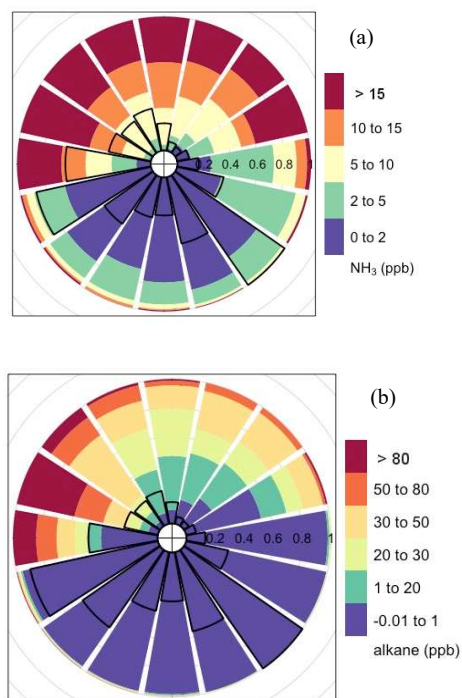 (a)
> 15
10 to 15
5 to 10
2 to 5
0 to 2
NH₃ (ppb)
0.2 0.4 0.6 0.8 1
(b)
> 80
50 to 80
30 to 50
20 to 30
1 to 20
-0.01 to 1
alkane (ppb)
0.2 0.4 0.6 0.8 1